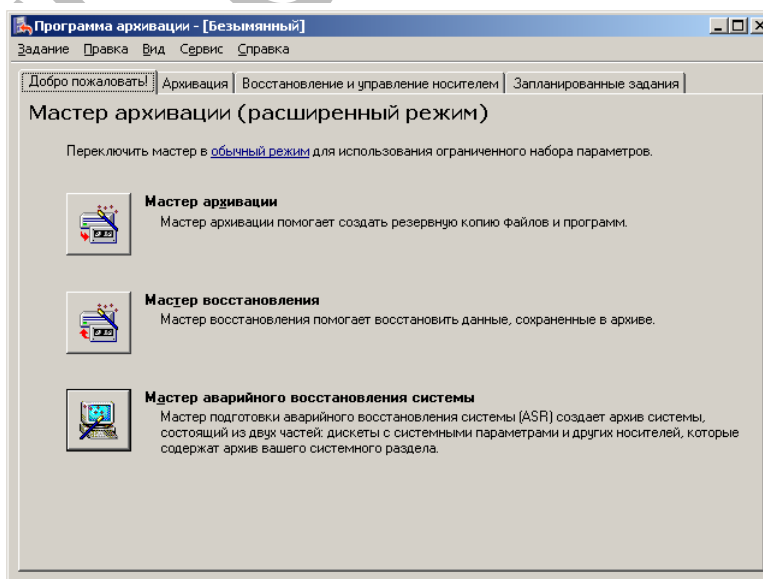 Программа архивации - [Безымянный]
Задание Правка Вид Сервис Справка
Добро пожаловать! Архивация Восстановление и управление носителем Запланированные задания
Мастер архивации (расширенный режим)
Переключить мастер в обычный режим для использования ограниченного набора параметров.
Мастер архивации
Мастер архивации помогает создать резервную копию файлов и программ.
Мастер восстановления
Мастер восстановления помогает восстановить данные, сохраненные в архиве.
Мастер аварийного восстановления системы
Мастер подготовки аварийного восстановления системы (ASR) создает архив системы,
состоящий из двух частей: дискеты с системными параметрами и других носителей, которые
содержат архив вашего системного раздела.